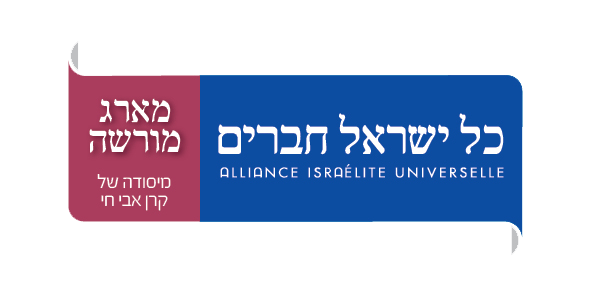 כל ישראל חברים
ALLIANCE ISRAÉLITE UNIVERSELLE
מארג
מורשה
מיסודה של
קרן אבי חי